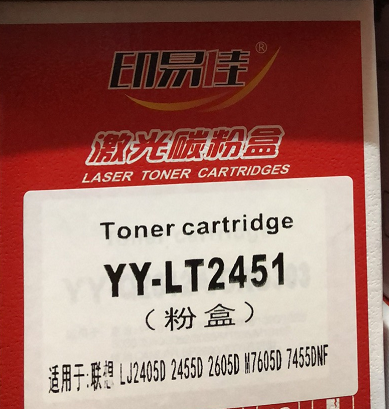 印易佳®
激光碳粉盒
LASER TONER CARTRIDGES
Toner cartridge
YY-LT2451
（粉盒）
适用于:联想 LJ2405D 2455D 2605D M7605D 7455DNF